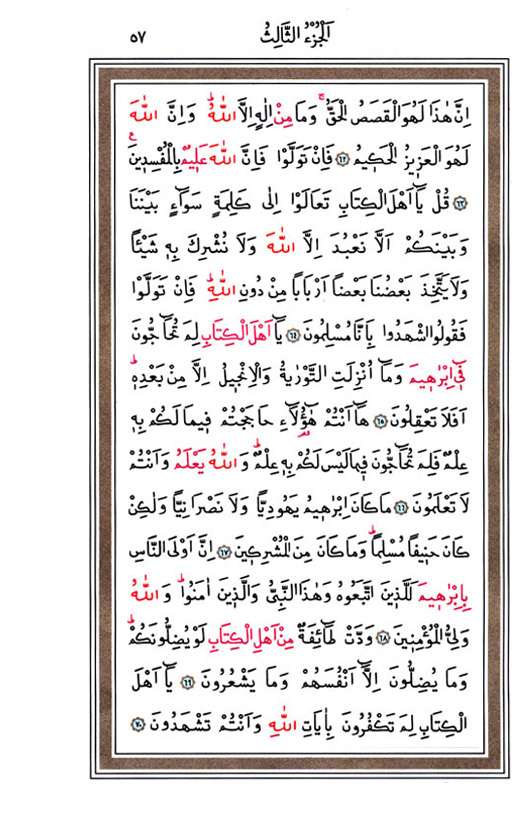 اَلْجُزْءُ الثَّالِثُ ٥٧
اِنَّ هٰذَا لَهُوَ الْقَصَصُ الْحَقُّۚ وَمَا مِنْ اِلٰهٍ اِلَّا اللّٰهُۜ وَاِنَّ اللّٰهَ
لَهُوَ الْعَزِيزُ الْحَكِيمُ ٦٢ فَاِنْ تَوَلَّوْا فَاِنَّ اللّٰهَ عَلِيمٌ بِالْمُفْسِدِينَ۟
٦٣ قُلْ يَٓا اَهْلَ الْكِتَابِ تَعَالَوْا اِلٰى كَلِمَةٍ سَوَٓاءٍ بَيْنَنَا
وَبَيْنَكُمْ اَلَّا نَعْبُدَ اِلَّا اللّٰهَ وَلَا نُشْرِكَ بِهٖ شَيْـًٔا
وَلَا يَتَّخِذَ بَعْضُنَا بَعْضًا اَرْبَابًا مِنْ دُونِ اللّٰهِۜ فَاِنْ تَوَلَّوْا
فَقُولُوا اشْهَدُوا بِاَنَّا مُسْلِمُونَ ٦٤ يَٓا اَهْلَ الْكِتَابِ لِمَ تُحَٓاجُّونَ
فٖٓي اِبْرٰهٖيمَ وَمَٓا اُنْزِلَتِ التَّوْرٰيةُ وَالْاِنْجٖيلُ اِلَّا مِنْ بَعْدِهٖۜ
اَفَلَا تَعْقِلُونَ ٦٥ هَٓا اَنْتُمْ هٰٓؤُ۬لَٓاءِ حَاجَجْتُمْ فٖيمَا لَكُمْ بِهٖ
عِلْمٌ فَلِمَ تُحَٓاجُّونَ فٖيمَا لَيْسَ لَكُمْ بِهٖ عِلْمٌۜ وَاللّٰهُ يَعْلَمُ وَاَنْتُمْ
لَا تَعْلَمُونَ ٦٦ مَا كَانَ اِبْرٰهٖيمُ يَهُودِيًّا وَلَا نَصْرَانِيًّا وَلٰكِنْ
كَانَ حَنٖيفًا مُسْلِمًاۜ وَمَا كَانَ مِنَ الْمُشْرِكٖينَ ٦٧ اِنَّ اَوْلَى النَّاسِ
بِاِبْرٰهٖيمَ لَلَّذٖينَ اتَّبَعُوهُ وَهٰذَا النَّبِيُّ وَالَّذٖينَ اٰمَنُواۜ وَاللّٰهُ
وَلِيُّ الْمُؤْمِنٖينَ ٦٨ وَدَّتْ طَٓائِفَةٌ مِنْ اَهْلِ الْكِتَابِ لَوْ يُضِلُّونَكُمْۜ
وَمَا يُضِلُّونَ اِلَّٓا اَنْفُسَهُمْ وَمَا يَشْعُرُونَ ٦٩ يَٓا اَهْلَ
الْكِتَابِ لِمَ تَكْفُرُونَ بِاٰيَاتِ اللّٰهِ وَاَنْتُمْ تَشْهَدُونَ ٧٠